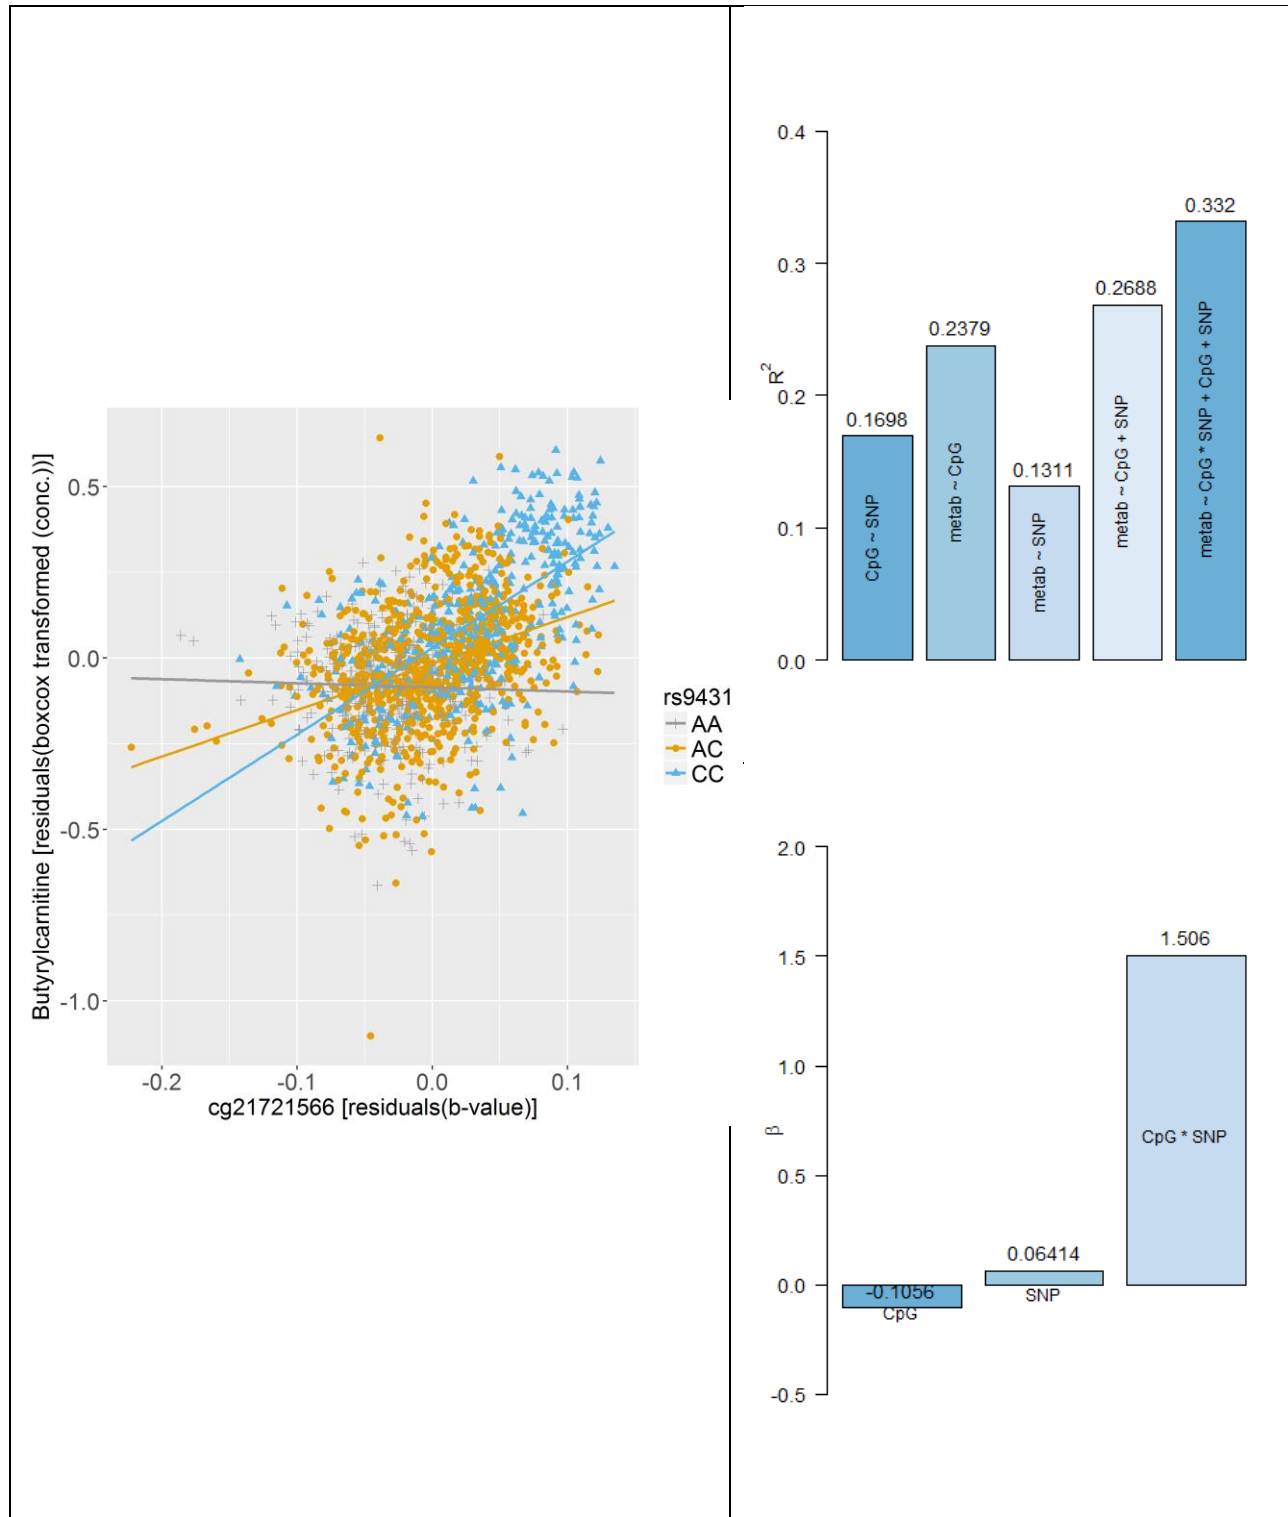 Butyrylcarnitine [residuals(boxcox transformed (conc.))]
0.5
0.0
-0.5
-1.0
-0.2
-0.1
0.0
0.1
cg21721566 [residuals(b-value)]
rs9431
AA
AC
CC
R2
0.4
0.3
0.2
0.1
0.0
0.1698
CpG ~ SNP
0.2379
metab ~ CpG
0.1311
metab ~ SNP
0.2688
metab ~ CpG + SNP
0.332
metab ~ CpG * SNP + CpG + SNP
β
2.0
1.5
1.0
0.5
0.0
-0.5
-0.1056
CpG
0.06414
SNP
1.506
CpG * SNP